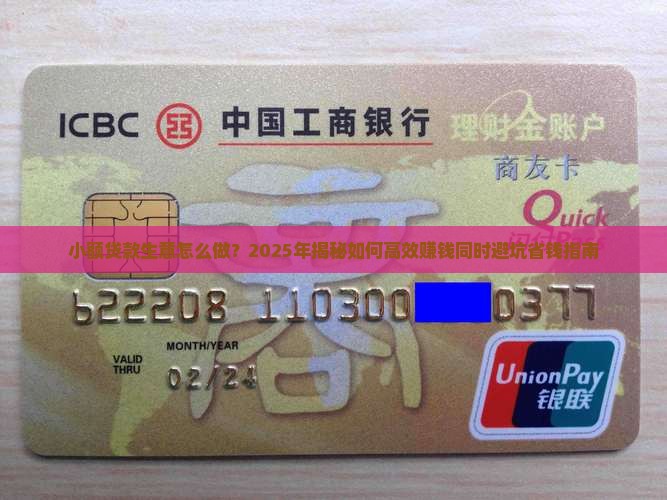 ICBC 中国工商银行
理财金账户
商友卡
Quick
小额贷款生意怎么做？2025年揭秘如何高效赚钱同时避坑省钱指南
622208 110300 0377
MONTH/YEAR
VALID
THRU
02/24
UnionPay
银联